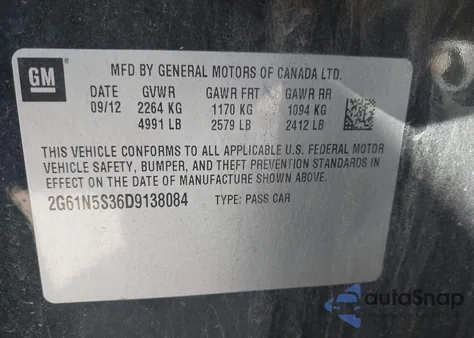 GM
MFD BY GENERAL MOTORS OF CANADA LTD.
DATE GVWR GAWR FRT GAWR RR
09/12 2264 KG 1170 KG 1094 KG
4991 LB 2579 LB 2412 LB
THIS VEHICLE CONFORMS TO ALL APPLICABLE U.S. FEDERAL MOTOR
VEHICLE SAFETY, BUMPER, AND THEFT PREVENTION STANDARDS
IN EFFECT ON THE DATE OF MANUFACTURE SHOWN ABOVE.
2G61N5S36D9138084 TYPE: PASS CAR
autoSnap